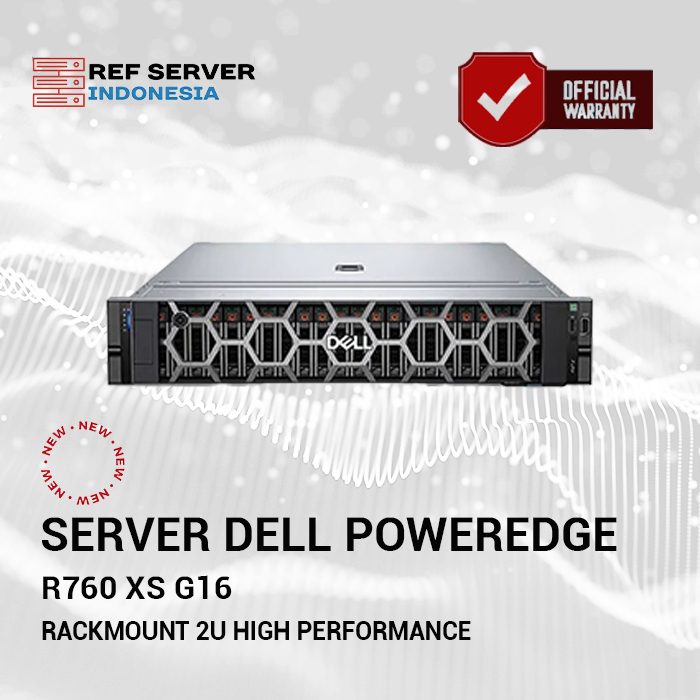 REF SERVER
INDONESIA
OFFICIAL
WARRANTY
DELL
NEW • NEW • NEW • NEW • NEW •
SERVER DELL POWEREDGE
R760 XS G16
RACKMOUNT 2U HIGH PERFORMANCE